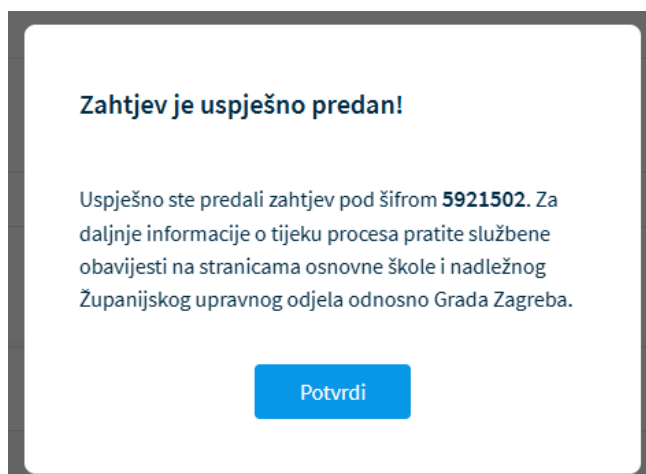 Zahtjev je uspješno predan!
Uspješno ste predali zahtjev pod šifrom 5921502. Za
daljnje informacije o tijeku procesa pratite službene
obavijesti na stranicama osnovne škole i nadležnog
Županijskog upravnog odjela odnosno Grada Zagreba.
Potvrdi